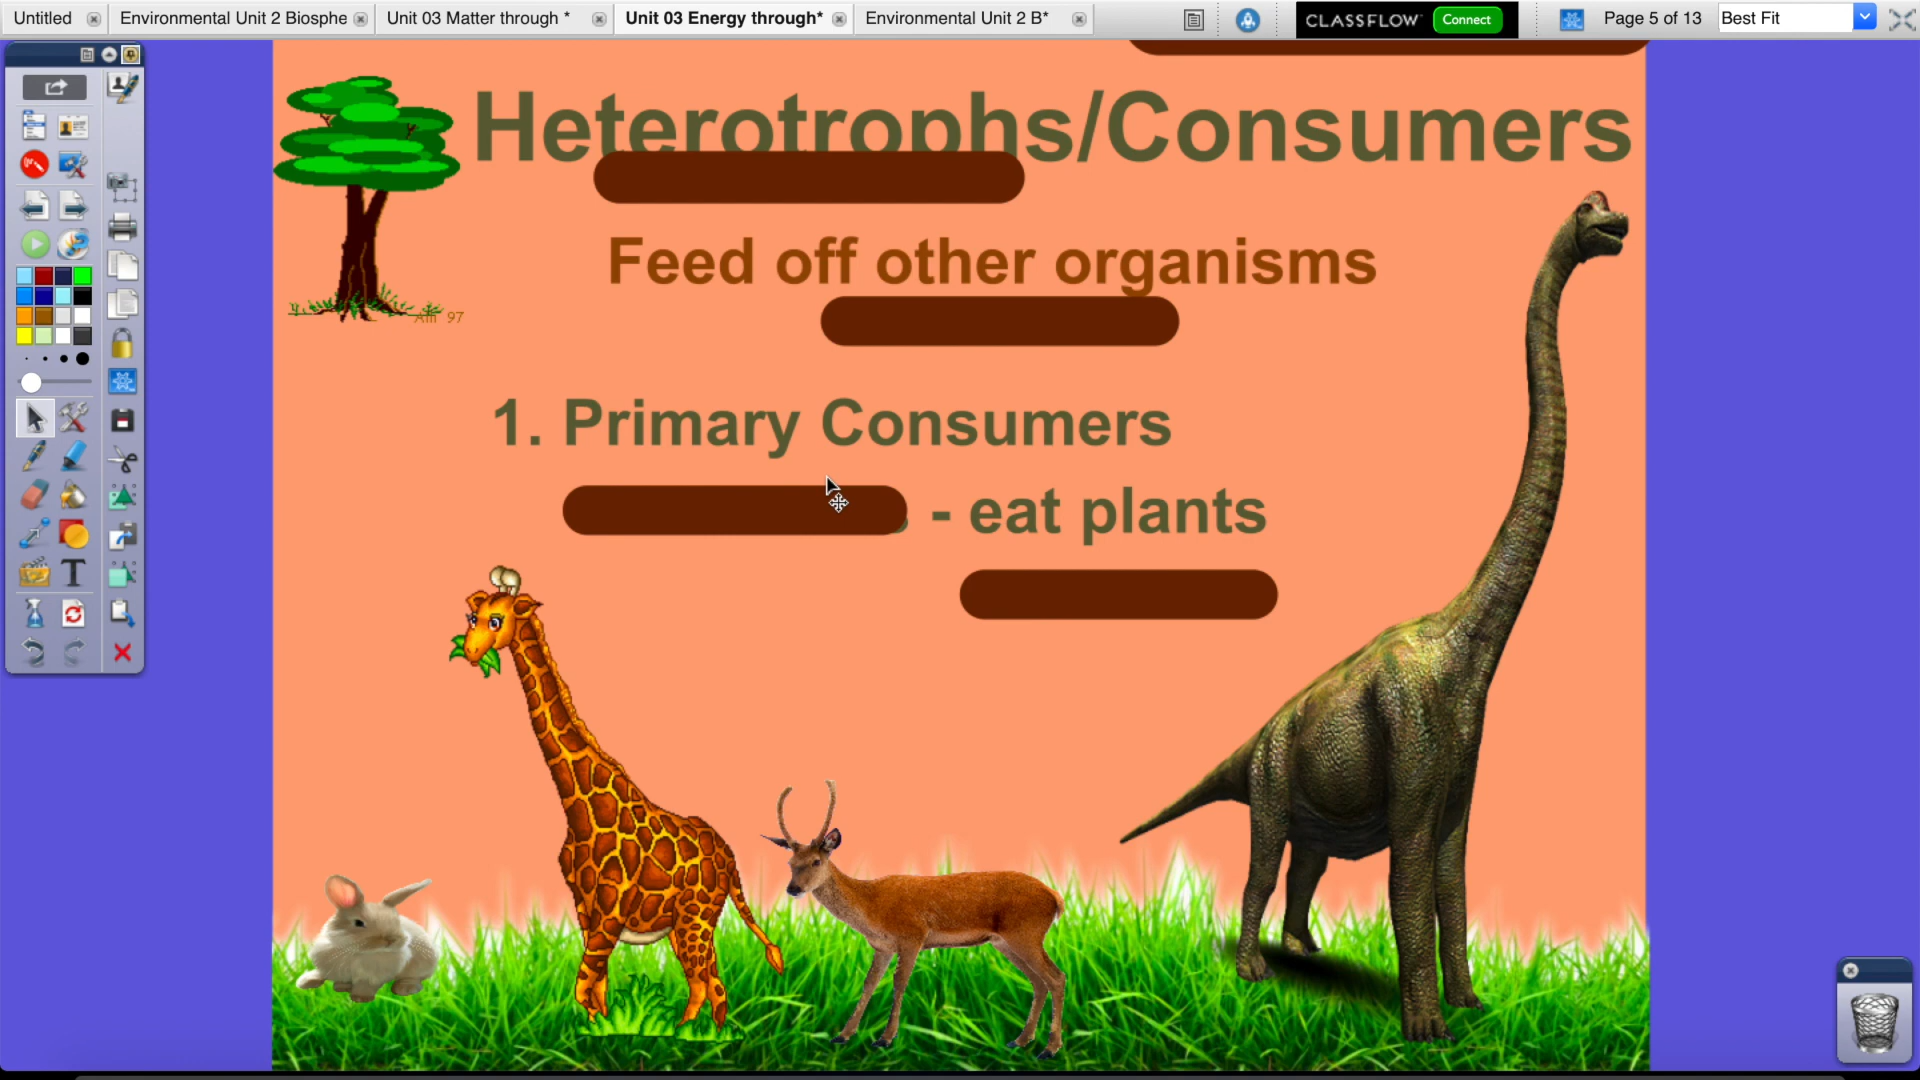 Untitled
Environmental Unit 2 Biosphe
Unit 03 Matter through *
Unit 03 Energy through*
Environmental Unit 2 B*
CLASSFLOW
Connect
Page 5 of 13
Best Fit
Heterotrophs/Consumers
Feed off other organisms
97
1. Primary Consumers
- eat plants
T